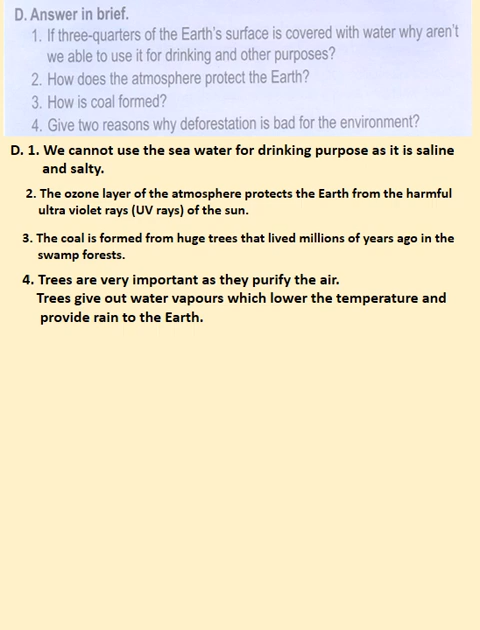 D. Answer in brief.
1. If three-quarters of the Earth's surface is covered with water why aren't
we able to use it for drinking and other purposes?
2. How does the atmosphere protect the Earth?
3. How is coal formed?
4. Give two reasons why deforestation is bad for the environment?
D. 1. We cannot use the sea water for drinking purpose as it is saline
and salty.
2. The ozone layer of the atmosphere protects the Earth from the harmful
ultra violet rays (UV rays) of the sun.
3. The coal is formed from huge trees that lived millions of years ago in the
swamp forests.
4. Trees are very important as they purify the air.
Trees give out water vapours which lower the temperature and
provide rain to the Earth.